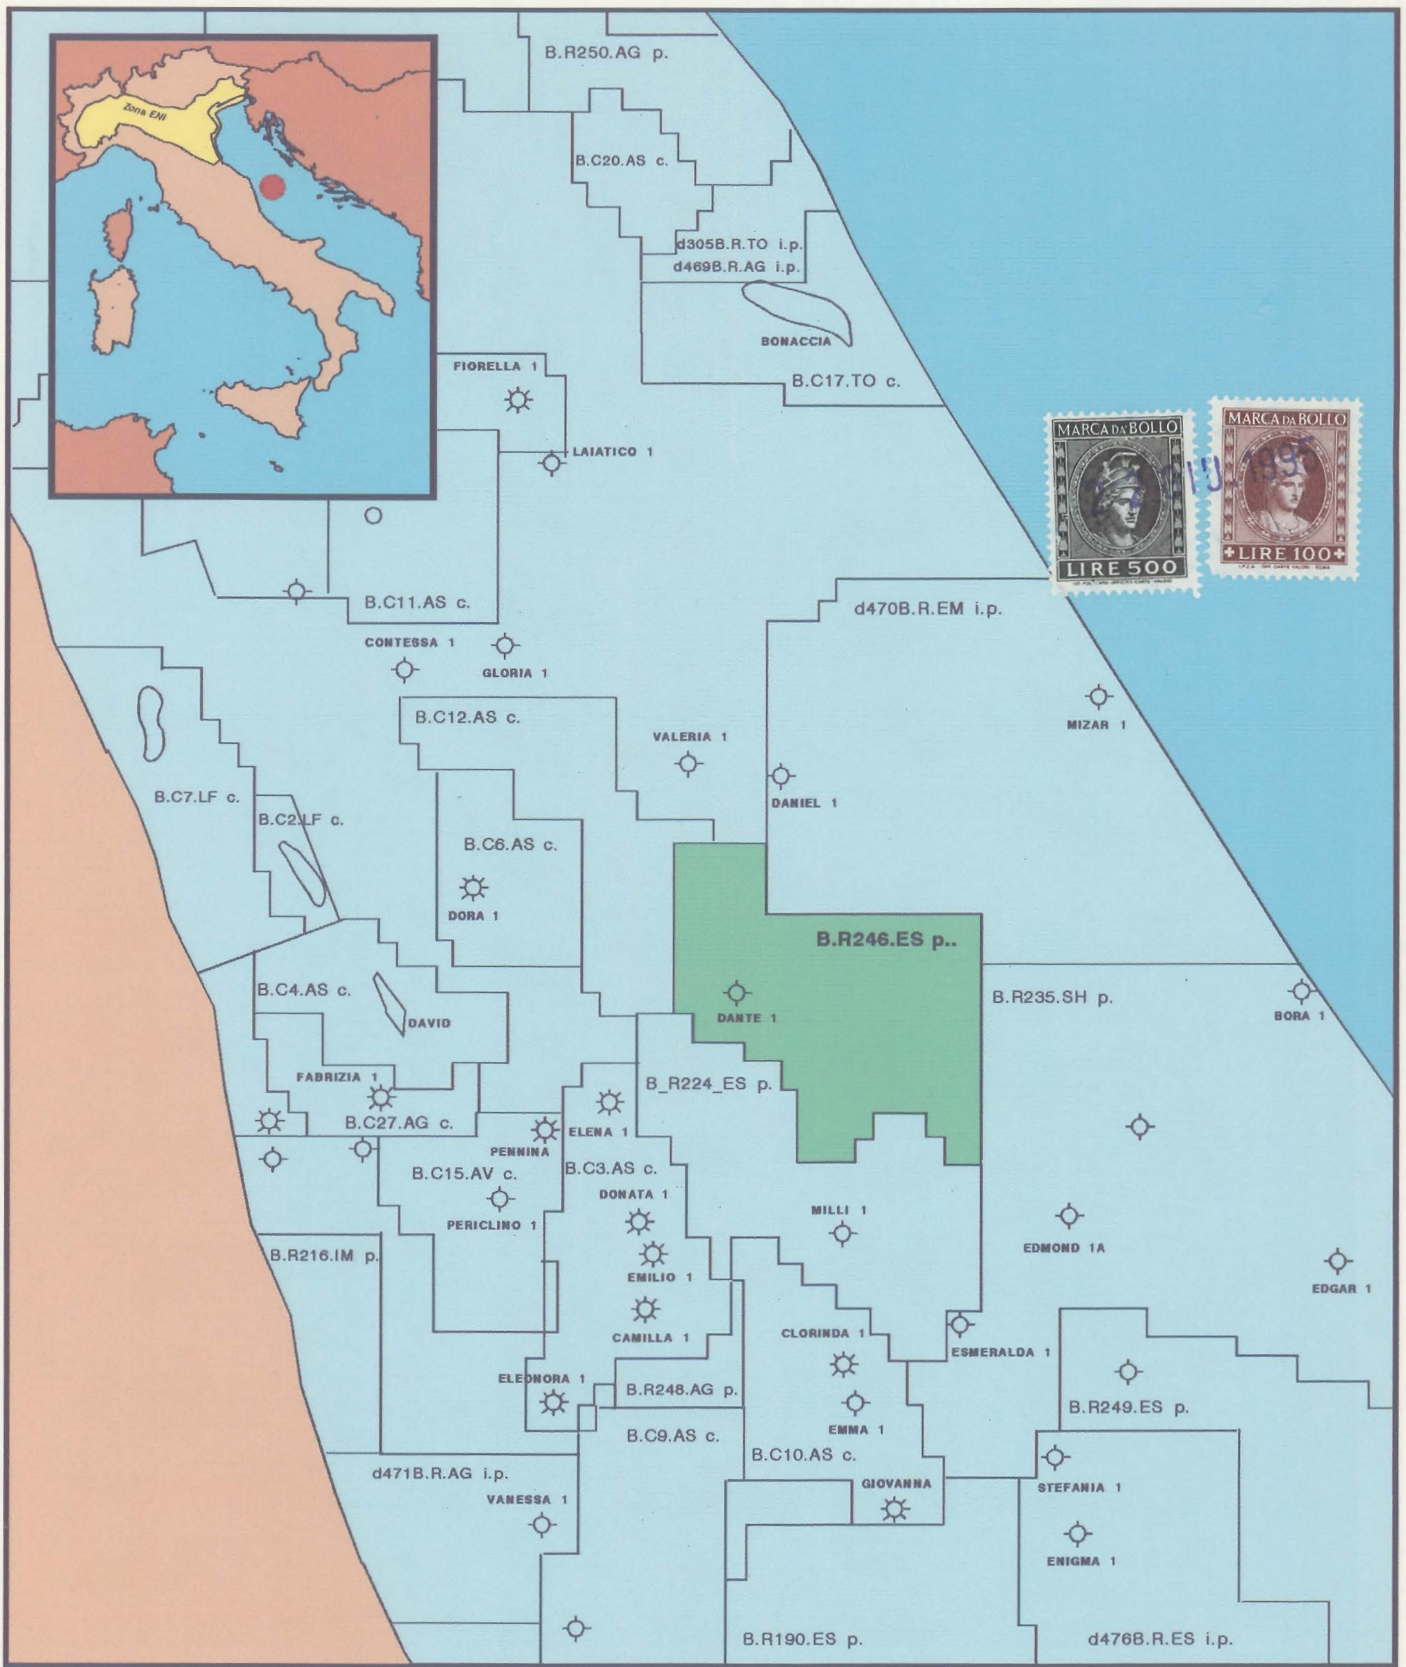 B.R250.AG p.
Zona ENI
B.C20.AS c.
d305B.R.TO i.p.
d469B.R.AG i.p.
BONACCIA
FIORELLA 1
B.C17.TO c.
MARCA DA BOLLO
LIRE 500
MARCA DA BOLLO
LIRE 100
GIU. 1995
LAIATICO 1
B.C11.AS c.
d470B.R.EM i.p.
CONTESSA 1
GLORIA 1
B.C12.AS c.
MIZAR 1
VALERIA 1
B.C7.LF c.
DANIEL 1
B.C2.LF c.
B.C6.AS c.
DORA 1
B.R246.ES p..
B.C4.AS c.
B.R235.SH p.
DAVID
DANTE 1
BORA 1
FABRIZIA 1
B_R224_ES p.
B.C27.AG c.
ELENA 1
PENNINA
B.C15.AV c.
B.C3.AS c.
DONATA 1
PERICLINO 1
MILLI 1
B.R216.IM p.
EDMOND 1A
EMILIO 1
EDGAR 1
CAMILLA 1
CLORINDA 1
ESMERALDA 1
ELEONORA 1
B.R248.AG p.
B.R249.ES p.
EMMA 1
B.C9.AS c.
B.C10.AS c.
d471B.R.AG i.p.
GIOVANNA
STEFANIA 1
VANESSA 1
ENIGMA 1
B.R190.ES p.
d476B.R.ES i.p.